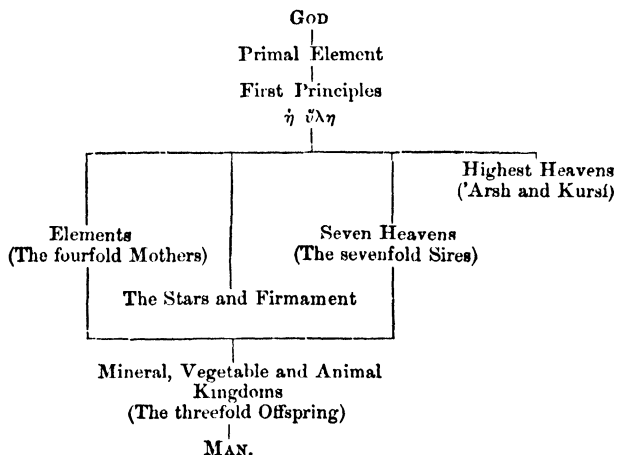 GOD
Primal Element
First Principles
ἡ ὕλη
Highest Heavens
('Arsh and Kursí)
Elements
(The fourfold Mothers)
Seven Heavens
(The sevenfold Sires)
The Stars and Firmament
Mineral, Vegetable and Animal
Kingdoms
(The threefold Offspring)
MAN.